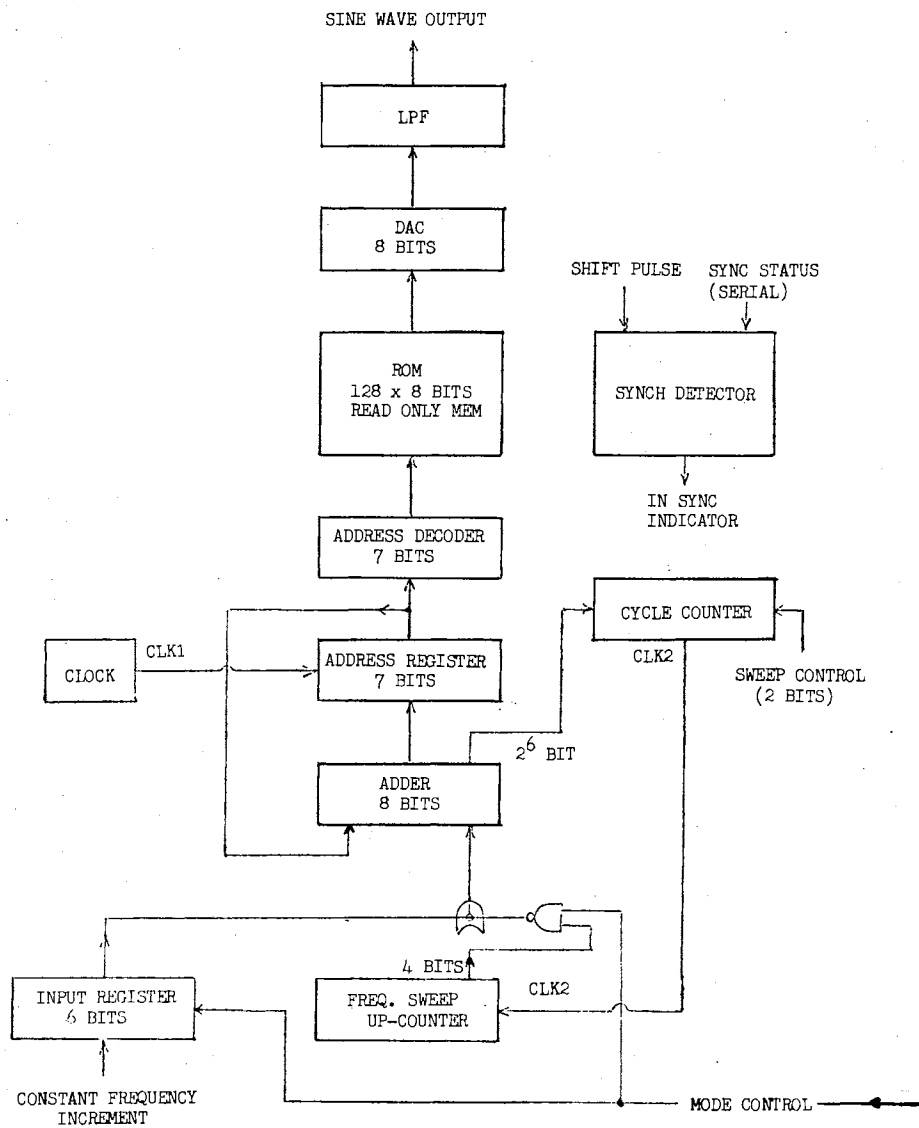 SINE WAVE OUTPUT
LPF
DAC
8 BITS
SHIFT PULSE
SYNC STATUS
(SERIAL)
ROM
128 x 8 BITS
READ ONLY MEM
SYNCH DETECTOR
IN SYNC
INDICATOR
ADDRESS DECODER
7 BITS
CYCLE COUNTER
CLK2
SWEEP CONTROL
(2 BITS)
CLOCK
CLK1
ADDRESS REGISTER
7 BITS
2⁶ BIT
ADDER
8 BITS
4 BITS
INPUT REGISTER
6 BITS
FREQ. SWEEP
UP-COUNTER
CLK2
CONSTANT FREQUENCY
INCREMENT
MODE CONTROL